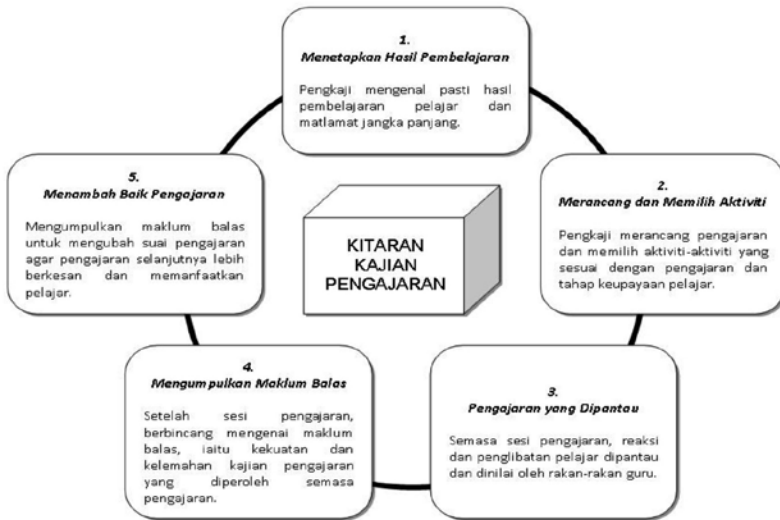 1.
Menetapkan Hasil Pembelajaran
Pengkaji mengenal pasti hasil
pembelajaran pelajar dan
matlamat jangka panjang.
2.
Merancang dan Memilih Aktiviti
Pengkaji merancang pengajaran
dan memilih aktiviti-aktiviti yang
sesuai dengan pengajaran dan
tahap keupayaan pelajar.
3.
Pengajaran yang Dipantau
Semasa sesi pengajaran, reaksi
dan penglibatan pelajar dipantau
dan dinilai oleh rakan-rakan guru.
4.
Mengumpulkan Maklum Balas
Setelah sesi pengajaran,
berbincang mengenai maklum
balas, iaitu kekuatan dan
kelemahan kajian pengajaran
yang diperoleh semasa
pengajaran.
5.
Menambah Baik Pengajaran
Mengumpulkan maklum balas
untuk mengubah suai pengajaran
agar pengajaran selanjutnya lebih
berkesan dan memanfaatkan
pelajar.
KITARAN
KAJIAN
PENGAJARAN